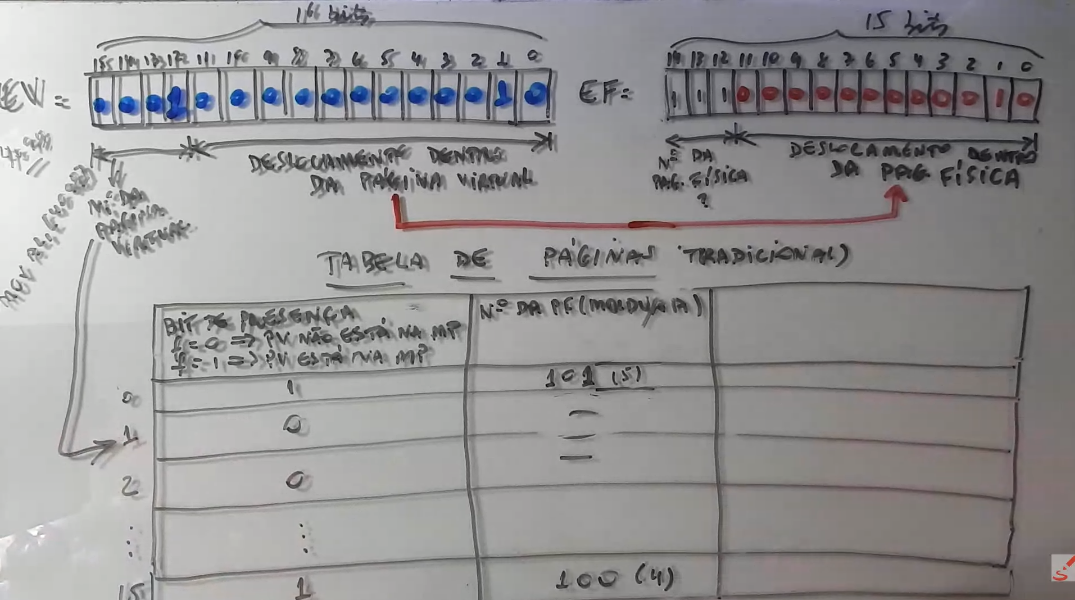 16 bits
15 14 13 12 11 10 9 8 7 6 5 4 3 2 1 0
EV =
0 0 0 1 0 0 0 0 0 0 0 0 0 0 1 0
DESLOCAMENTO DENTRO
DA PÁGINA VIRTUAL
Nº DA
PÁGINA
VIRTUAL
15 bits
14 13 12 11 10 9 8 7 6 5 4 3 2 1 0
EF =
1 1 1 0 0 0 0 0 0 0 0 0 0 1 0
Nº DA
PAG. FÍSICA
?
DESLOCAMENTO DENTRO
DA PAG FÍSICA
TABELA DE PÁGINAS TRADICIONAL)
BIT DE PRESENÇA
1 = 0 => PV NÃO ESTÁ NA MP
1 = 1 => PV ESTÁ NA MP
Nº DA PF (MOLDURA)
0 1 101 (5)
1 0 —
2 0 —
⋮ ⋮
15 1 100 (4)